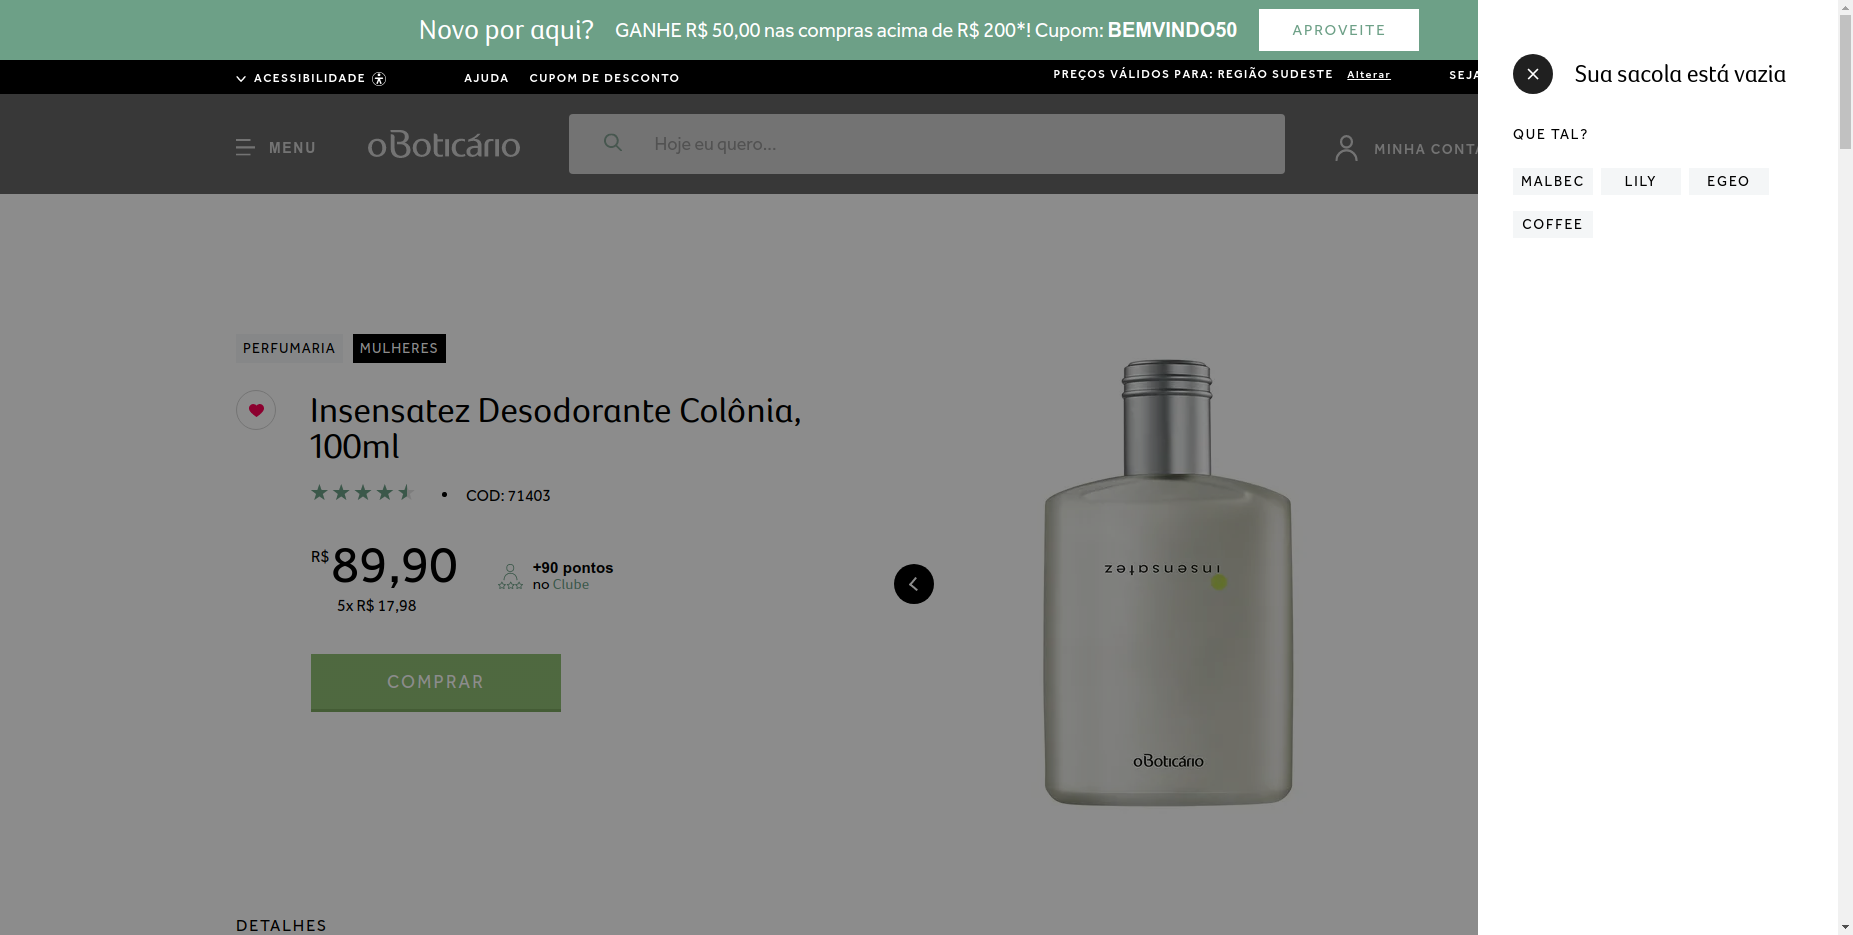 Novo por aqui? GANHE R$ 50,00 nas compras acima de R$ 200*! Cupom: BEMVINDO50 APROVEITE
ACESSIBILIDADE AJUDA CUPOM DE DESCONTO PREÇOS VÁLIDOS PARA: REGIÃO SUDESTE Alterar SEJA
MENU oBoticário Hoje eu quero... MINHA CONTA
Sua sacola está vazia
QUE TAL?
MALBEC LILY EGEO
COFFEE
PERFUMARIA MULHERES
Insensatez Desodorante Colônia,
100ml
• COD: 71403
R$ 89,90
5x R$ 17,98
+90 pontos
no Clube
COMPRAR
insensatez
oBoticário
DETALHES